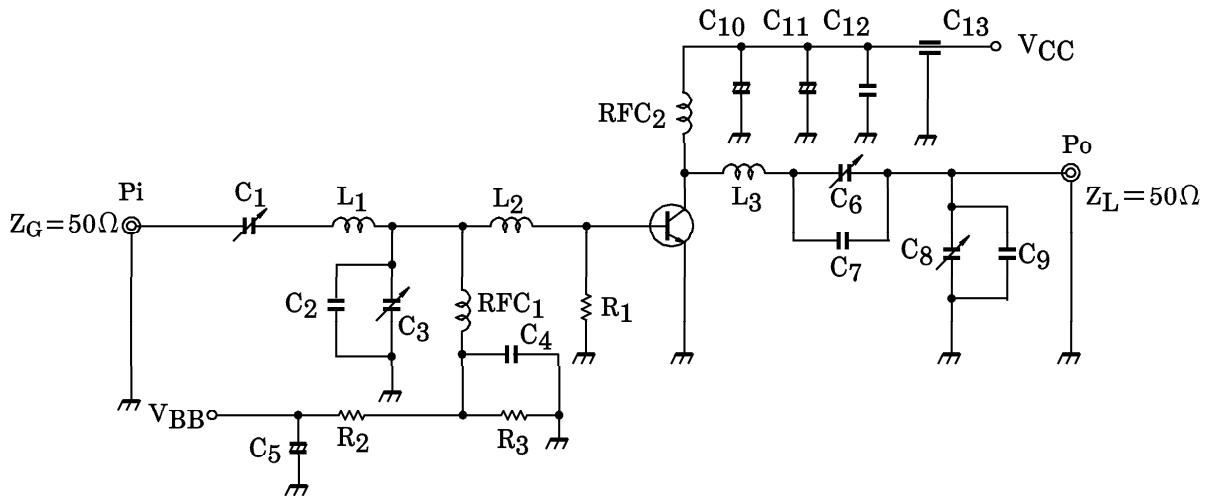 C10 C11 C12 C13
VCC
RFC2
Po
Pi
C1
L1
L2
L3
C6
ZL=50Ω
ZG=50Ω
C7
C8
C9
C2
C3
RFC1
R1
C4
VBB
C5
R2
R3